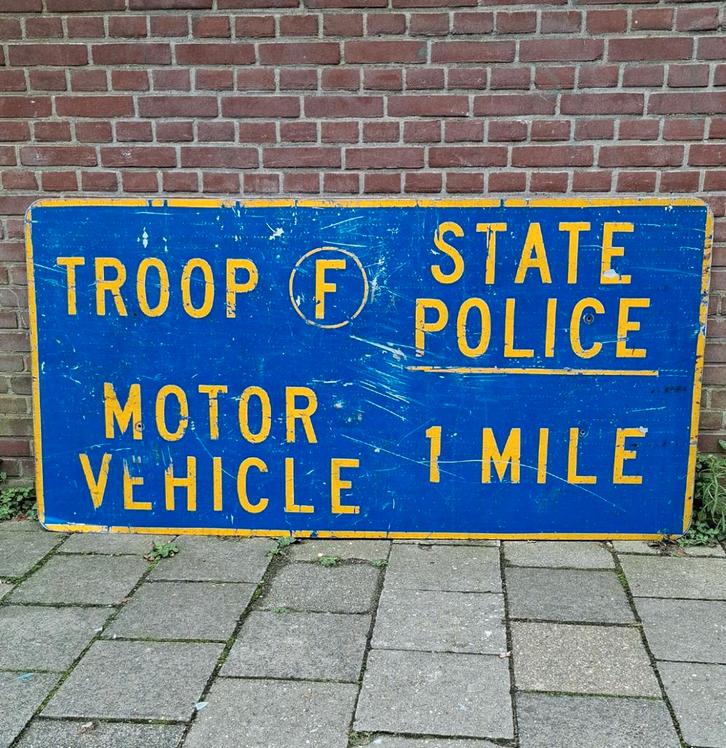 TROOP F
MOTOR
VEHICLE
STATE
POLICE
1 MILE